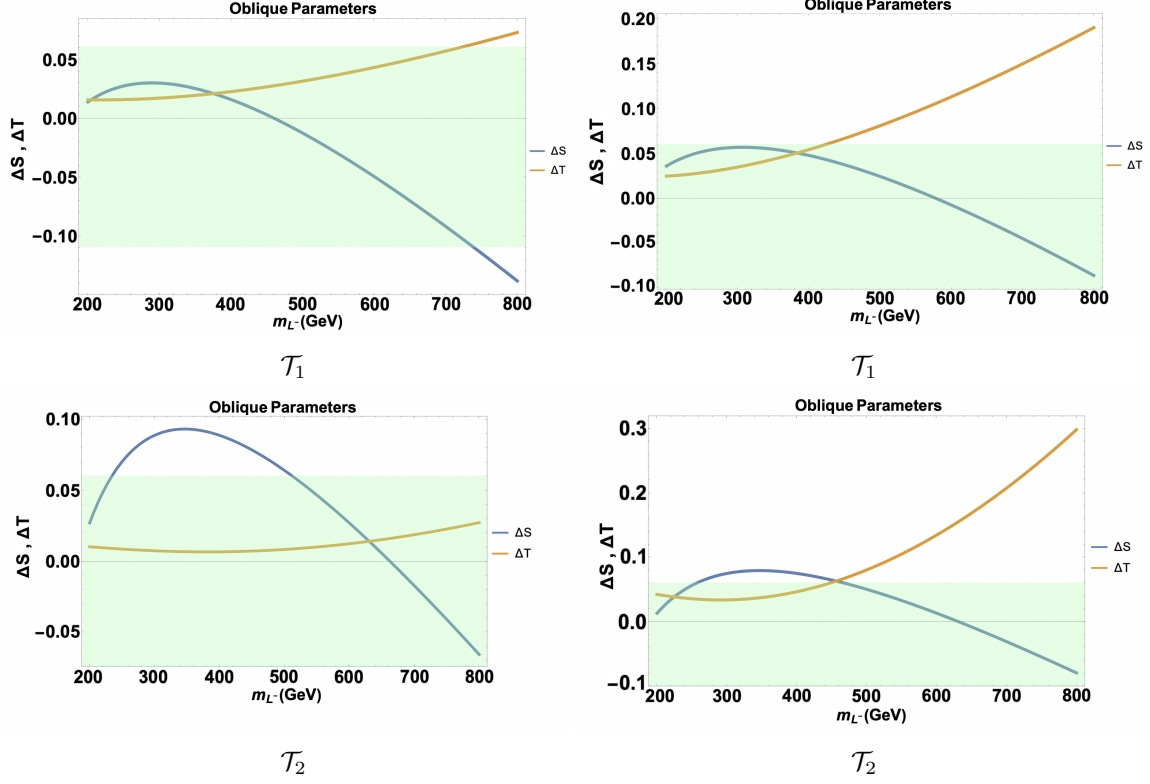 Oblique Parameters
0.05
0.00
−0.05
−0.10
ΔS , ΔT
200 300 400 500 600 700 800
m_L⁻(GeV)
ΔS
ΔT
𝒯₁
Oblique Parameters
0.20
0.15
0.10
0.05
0.00
−0.05
−0.10
ΔS , ΔT
200 300 400 500 600 700 800
m_L⁻(GeV)
ΔS
ΔT
𝒯₁
Oblique Parameters
0.10
0.05
0.00
−0.05
ΔS , ΔT
200 300 400 500 600 700 800
m_L⁻(GeV)
ΔS
ΔT
𝒯₂
Oblique Parameters
0.3
0.2
0.1
0.0
−0.1
ΔS , ΔT
200 300 400 500 600 700 800
m_L⁻(GeV)
ΔS
ΔT
𝒯₂